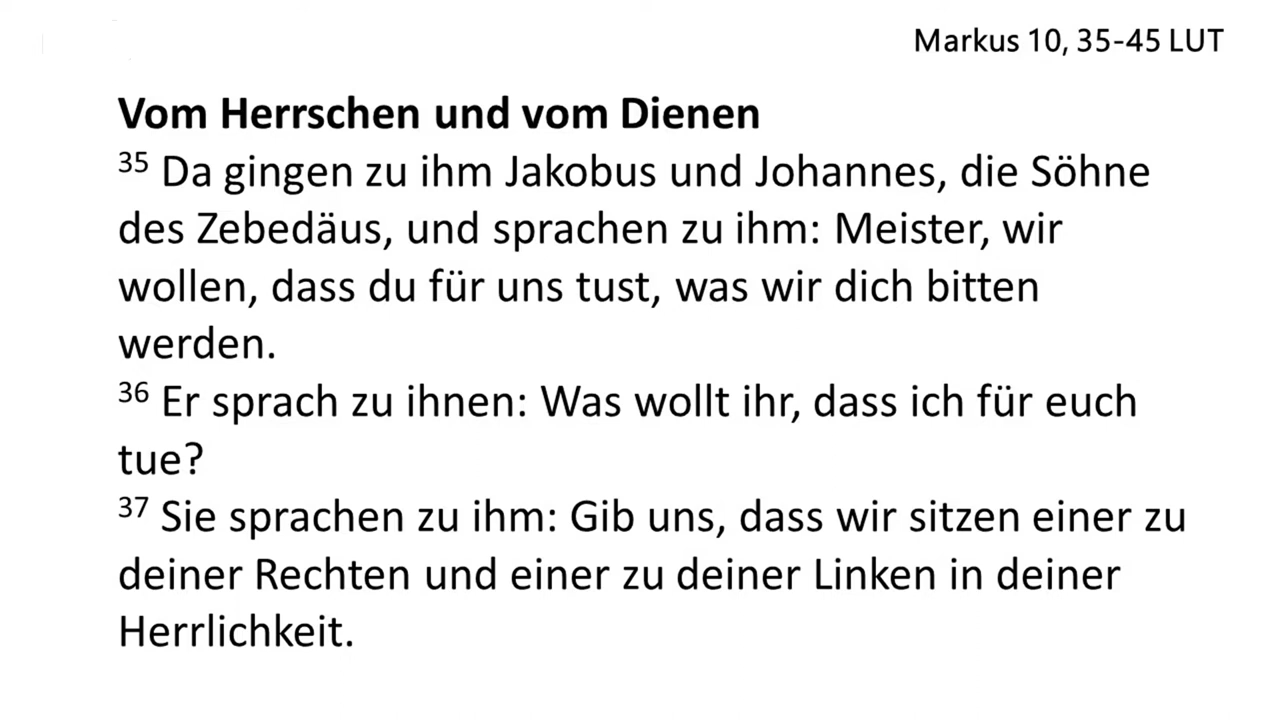 Markus 10, 35-45 LUT
Vom Herrschen und vom Dienen
35 Da gingen zu ihm Jakobus und Johannes, die Söhne
des Zebedäus, und sprachen zu ihm: Meister, wir
wollen, dass du für uns tust, was wir dich bitten
werden.
36 Er sprach zu ihnen: Was wollt ihr, dass ich für euch
tue?
37 Sie sprachen zu ihm: Gib uns, dass wir sitzen einer zu
deiner Rechten und einer zu deiner Linken in deiner
Herrlichkeit.